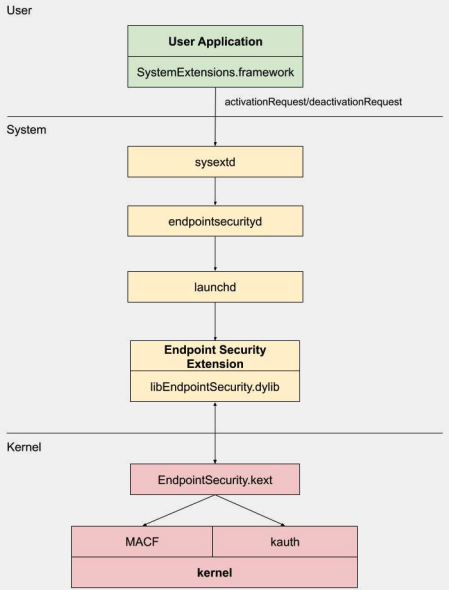 User
User Application
SystemExtensions.framework
activationRequest/deactivationRequest
System
sysextd
endpointsecurityd
launchd
Endpoint Security
Extension
libEndpointSecurity.dylib
Kernel
EndpointSecurity.kext
MACF
kauth
kernel